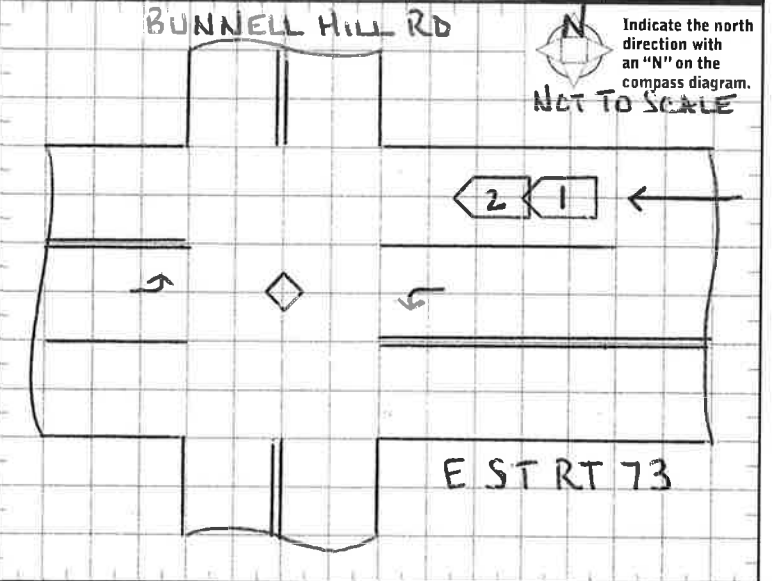 BUNNELL HILL RD
N
Indicate the north
direction with
an "N" on the
compass diagram.
NOT TO SCALE
2 1
E ST RT 73